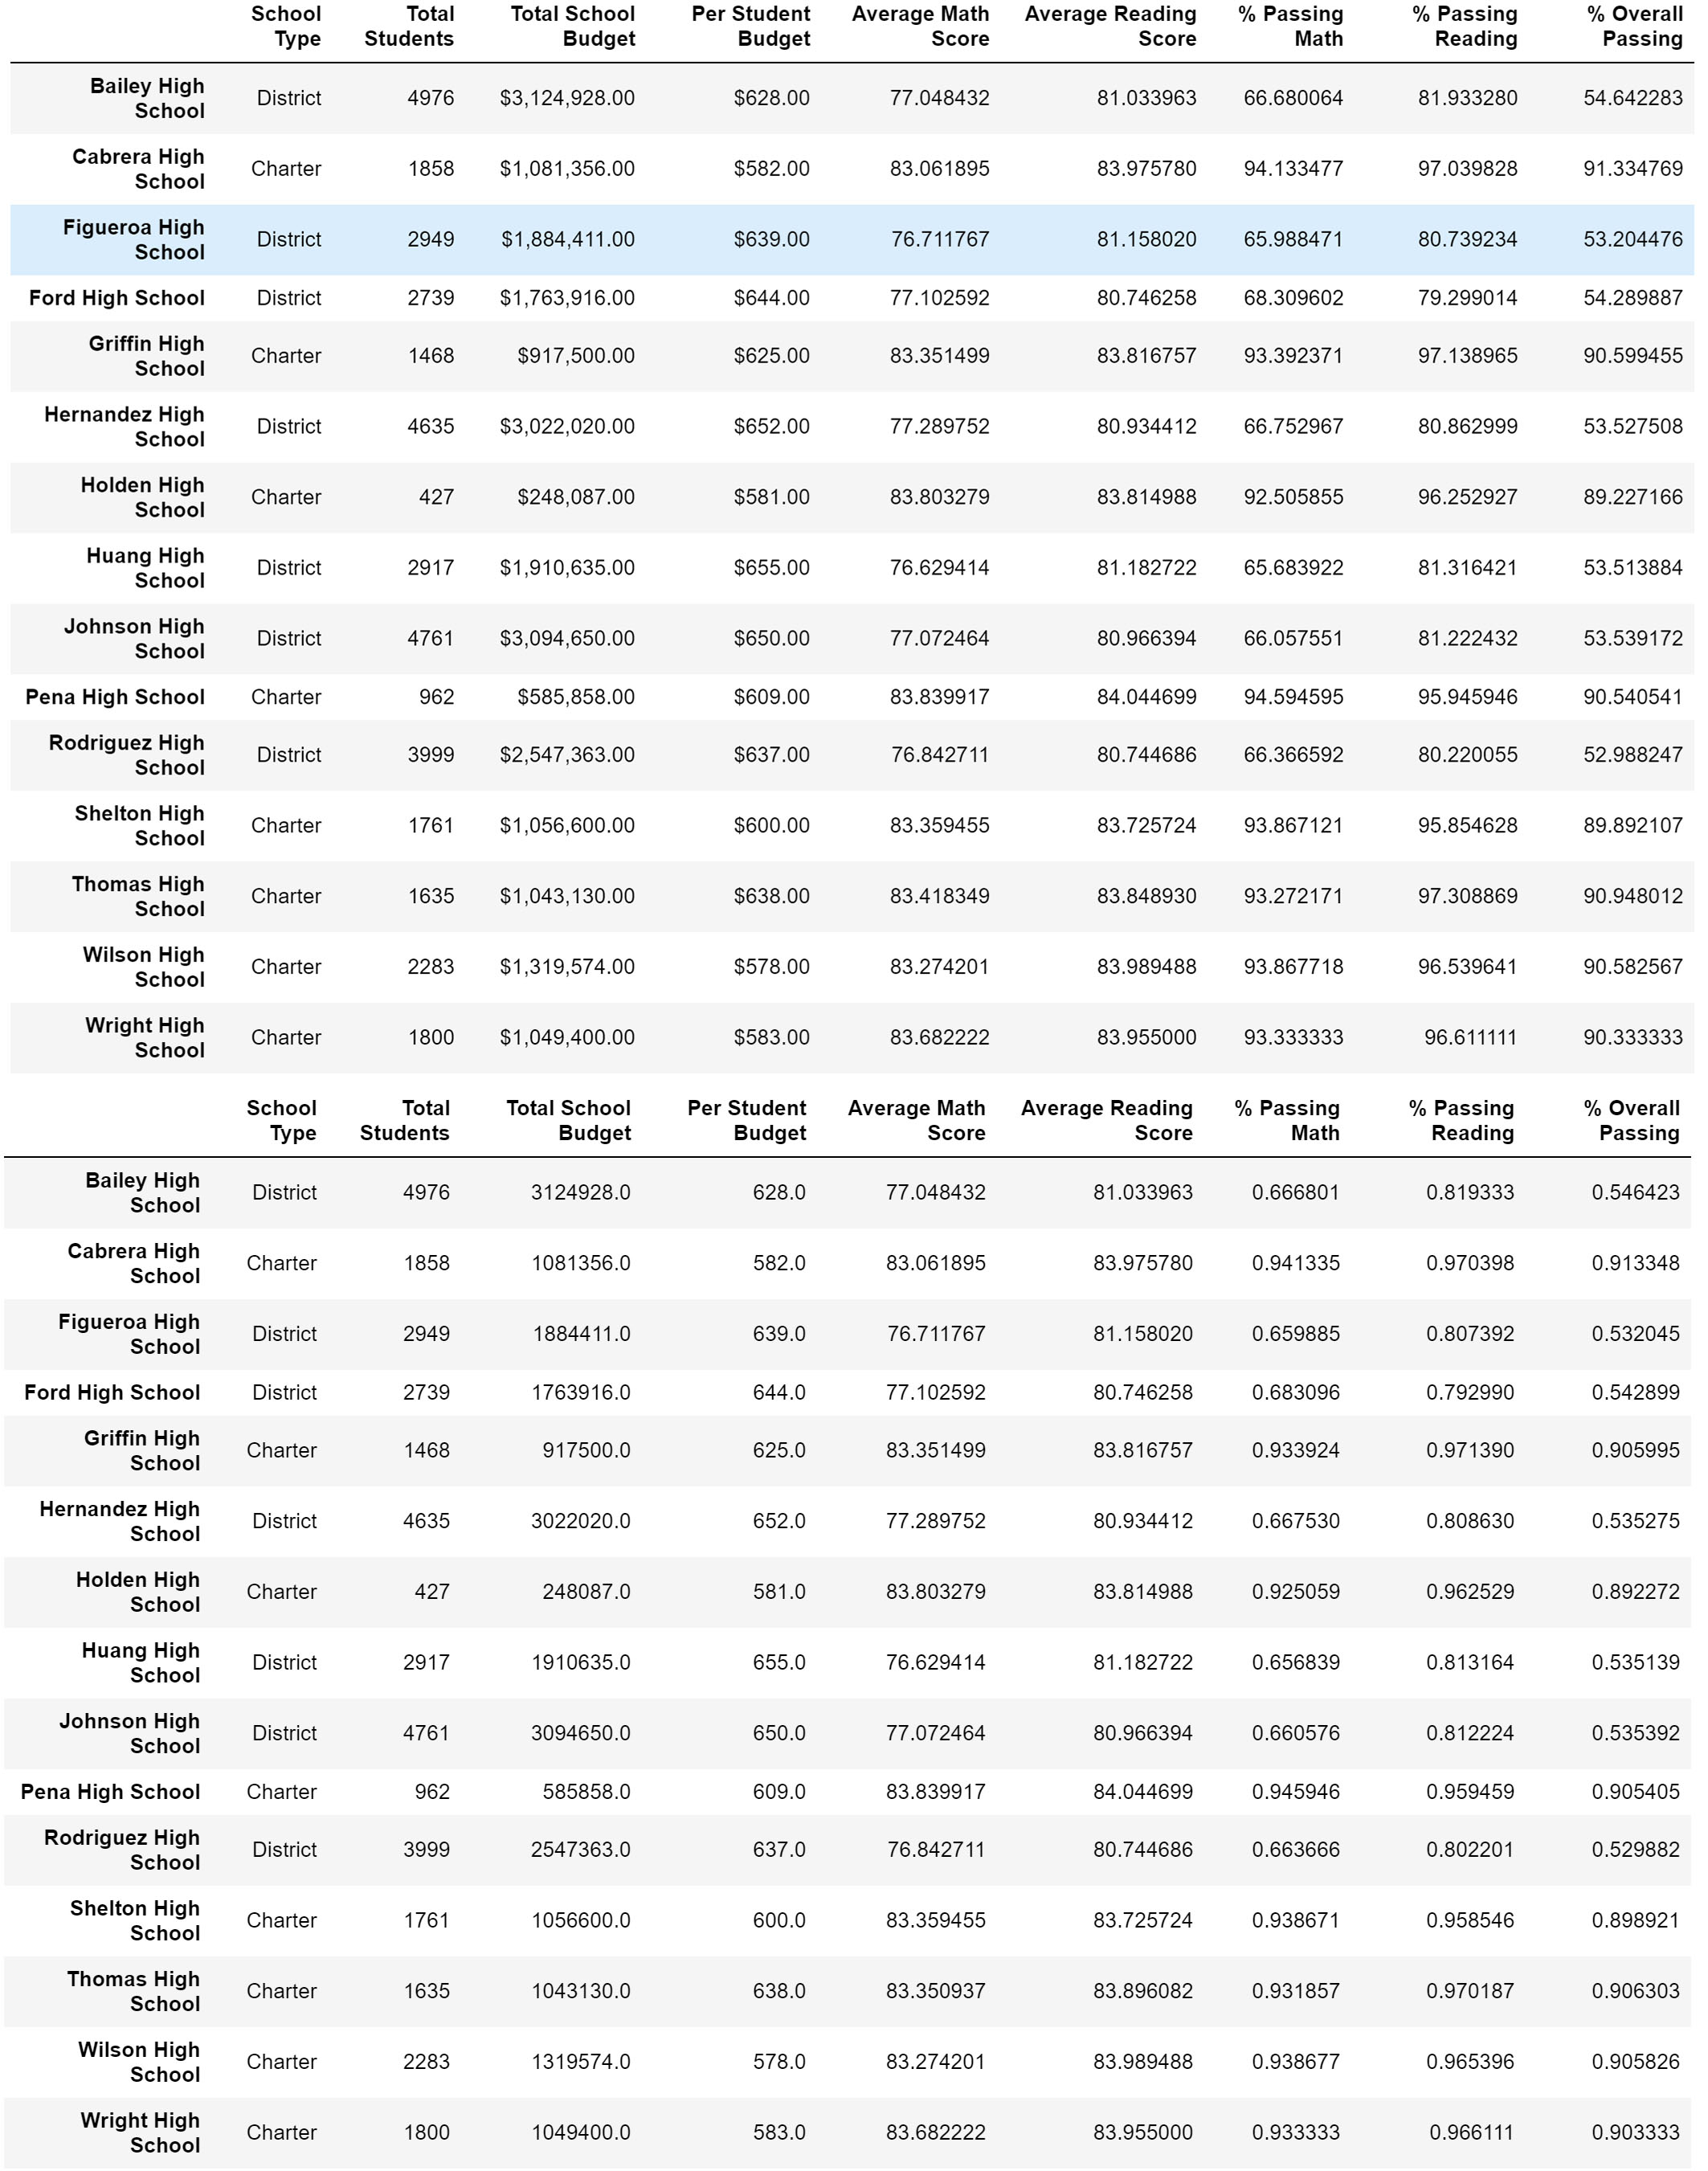 School Type Total Students Total School Budget Per Student Budget Average Math Score Average Reading Score % Passing Math % Passing Reading % Overall Passing
Bailey High School District 4976 $3,124,928.00 $628.00 77.048432 81.033963 66.680064 81.933280 54.642283
Cabrera High School Charter 1858 $1,081,356.00 $582.00 83.061895 83.975780 94.133477 97.039828 91.334769
Figueroa High School District 2949 $1,884,411.00 $639.00 76.711767 81.158020 65.988471 80.739234 53.204476
Ford High School District 2739 $1,763,916.00 $644.00 77.102592 80.746258 68.309602 79.299014 54.289887
Griffin High School Charter 1468 $917,500.00 $625.00 83.351499 83.816757 93.392371 97.138965 90.599455
Hernandez High School District 4635 $3,022,020.00 $652.00 77.289752 80.934412 66.752967 80.862999 53.527508
Holden High School Charter 427 $248,087.00 $581.00 83.803279 83.814988 92.505855 96.252927 89.227166
Huang High School District 2917 $1,910,635.00 $655.00 76.629414 81.182722 65.683922 81.316421 53.513884
Johnson High School District 4761 $3,094,650.00 $650.00 77.072464 80.966394 66.057551 81.222432 53.539172
Pena High School Charter 962 $585,858.00 $609.00 83.839917 84.044699 94.594595 95.945946 90.540541
Rodriguez High School District 3999 $2,547,363.00 $637.00 76.842711 80.744686 66.366592 80.220055 52.988247
Shelton High School Charter 1761 $1,056,600.00 $600.00 83.359455 83.725724 93.867121 95.854628 89.892107
Thomas High School Charter 1635 $1,043,130.00 $638.00 83.418349 83.848930 93.272171 97.308869 90.948012
Wilson High School Charter 2283 $1,319,574.00 $578.00 83.274201 83.989488 93.867718 96.539641 90.582567
Wright High School Charter 1800 $1,049,400.00 $583.00 83.682222 83.955000 93.333333 96.611111 90.333333
School Type Total Students Total School Budget Per Student Budget Average Math Score Average Reading Score % Passing Math % Passing Reading % Overall Passing
Bailey High School District 4976 3124928.0 628.0 77.048432 81.033963 0.666801 0.819333 0.546423
Cabrera High School Charter 1858 1081356.0 582.0 83.061895 83.975780 0.941335 0.970398 0.913348
Figueroa High School District 2949 1884411.0 639.0 76.711767 81.158020 0.659885 0.807392 0.532045
Ford High School District 2739 1763916.0 644.0 77.102592 80.746258 0.683096 0.792990 0.542899
Griffin High School Charter 1468 917500.0 625.0 83.351499 83.816757 0.933924 0.971390 0.905995
Hernandez High School District 4635 3022020.0 652.0 77.289752 80.934412 0.667530 0.808630 0.535275
Holden High School Charter 427 248087.0 581.0 83.803279 83.814988 0.925059 0.962529 0.892272
Huang High School District 2917 1910635.0 655.0 76.629414 81.182722 0.656839 0.813164 0.535139
Johnson High School District 4761 3094650.0 650.0 77.072464 80.966394 0.660576 0.812224 0.535392
Pena High School Charter 962 585858.0 609.0 83.839917 84.044699 0.945946 0.959459 0.905405
Rodriguez High School District 3999 2547363.0 637.0 76.842711 80.744686 0.663666 0.802201 0.529882
Shelton High School Charter 1761 1056600.0 600.0 83.359455 83.725724 0.938671 0.958546 0.898921
Thomas High School Charter 1635 1043130.0 638.0 83.350937 83.896082 0.931857 0.970187 0.906303
Wilson High School Charter 2283 1319574.0 578.0 83.274201 83.989488 0.938677 0.965396 0.905826
Wright High School Charter 1800 1049400.0 583.0 83.682222 83.955000 0.933333 0.966111 0.903333